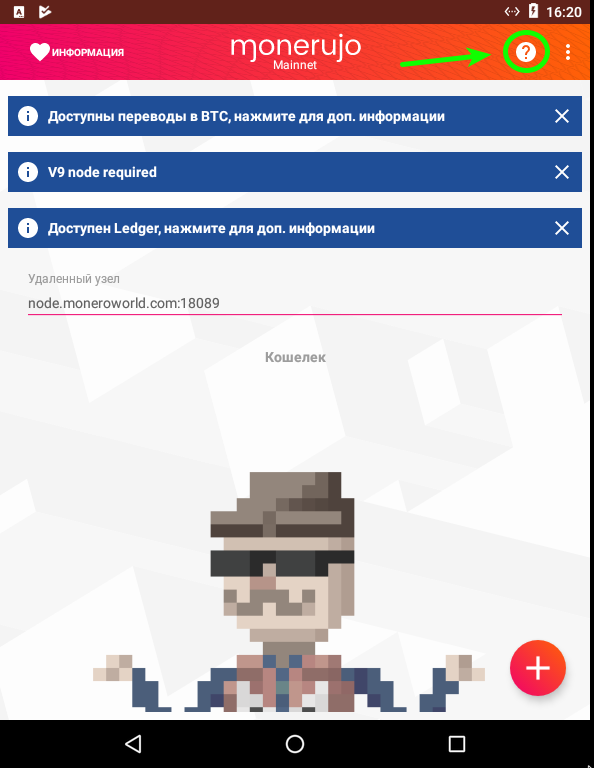 16:20
ИНФОРМАЦИЯ
monerujo
Mainnet
Доступны переводы в BTC, нажмите для доп. информации
V9 node required
Доступен Ledger, нажмите для доп. информации
Удаленный узел
node.moneroworld.com:18089
Кошелек